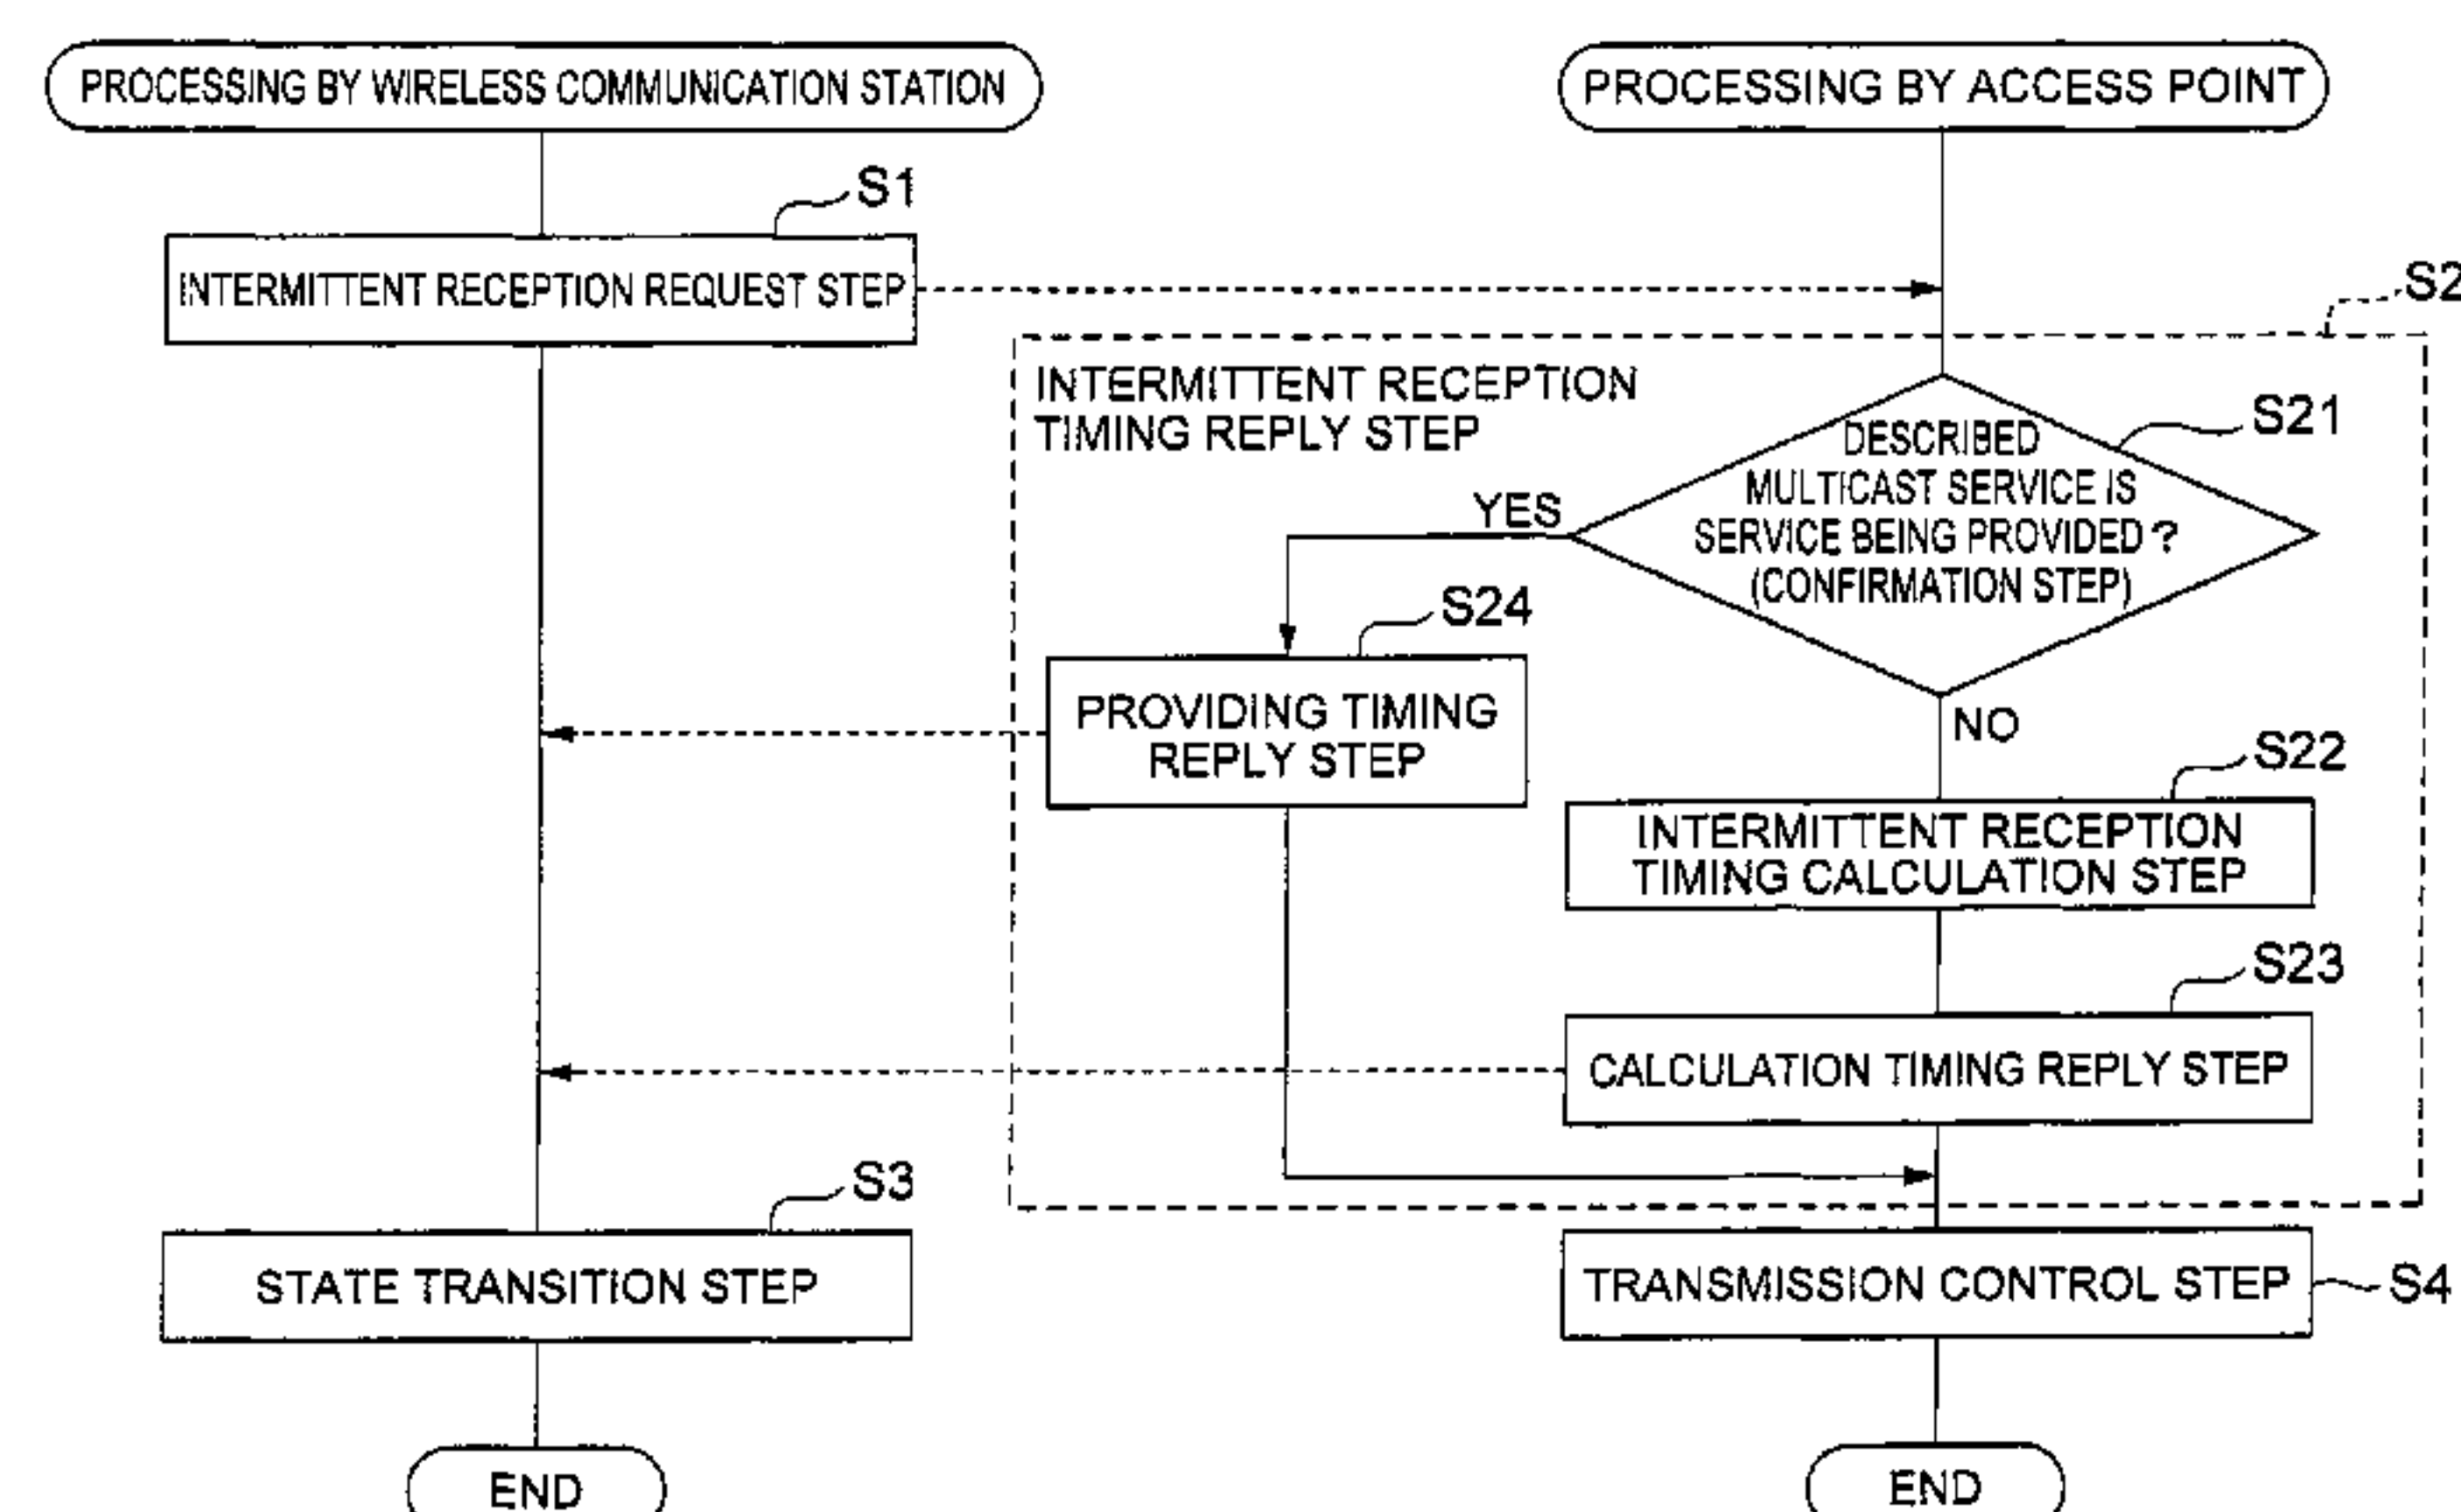 PROCESSING BY WIRELESS COMMUNICATION STATION
PROCESSING BY ACCESS POINT
S1
INTERMITTENT RECEPTION REQUEST STEP
S2
INTERMITTENT RECEPTION
TIMING REPLY STEP
S21
DESCRIBED
MULTICAST SERVICE IS
SERVICE BEING PROVIDED ?
(CONFIRMATION STEP)
YES
NO
S24
PROVIDING TIMING
REPLY STEP
S22
INTERMITTENT RECEPTION
TIMING CALCULATION STEP
S23
CALCULATION TIMING REPLY STEP
S3
STATE TRANSITION STEP
TRANSMISSION CONTROL STEP
S4
END
END